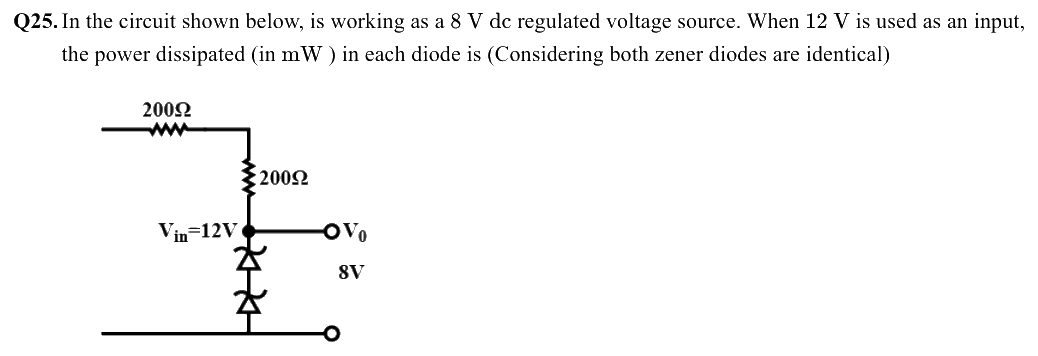 Q25. In the circuit shown below, is working as a 8 V dc regulated voltage source. When 12 V is used as an input,
the power dissipated (in mW ) in each diode is (Considering both zener diodes are identical)
200Ω
200Ω
Vin=12V
V0
8V